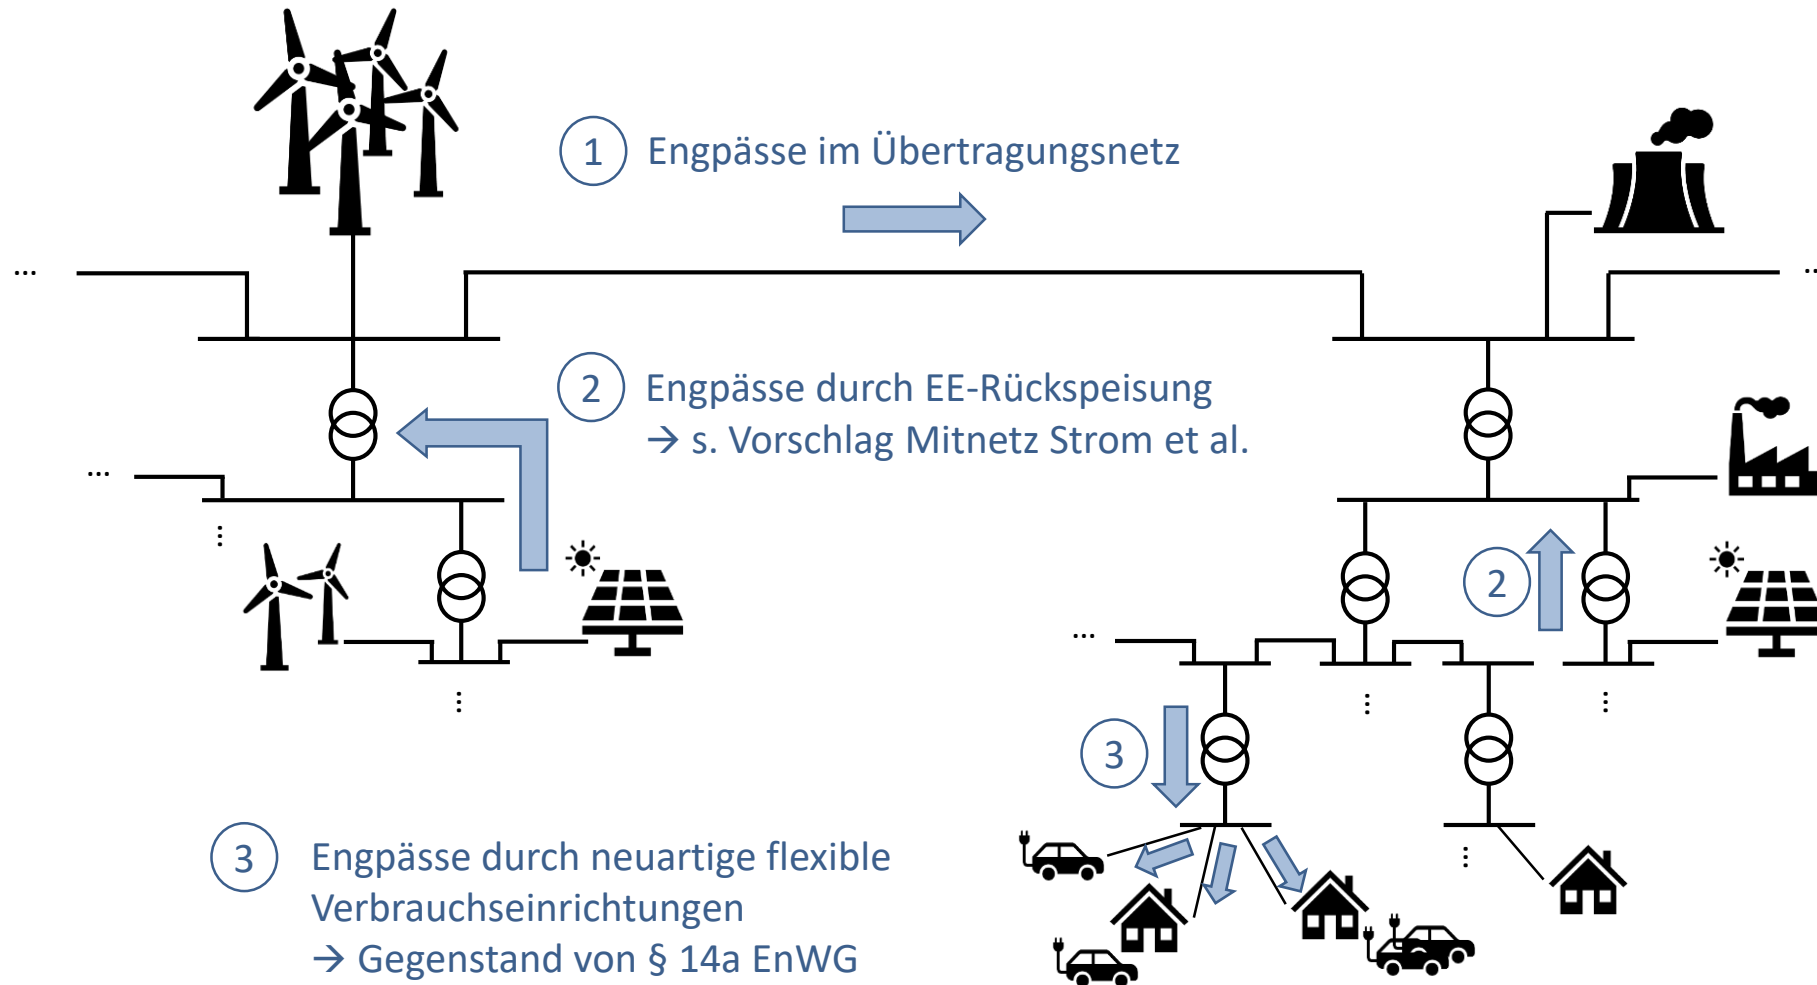 1 Engpässe im Übertragungsnetz
...
...
2 Engpässe durch EE-Rückspeisung
→ s. Vorschlag Mitnetz Strom et al.
...
...
2
...
...
...
...
3
...
3 Engpässe durch neuartige flexible
Verbrauchseinrichtungen
→ Gegenstand von § 14a EnWG